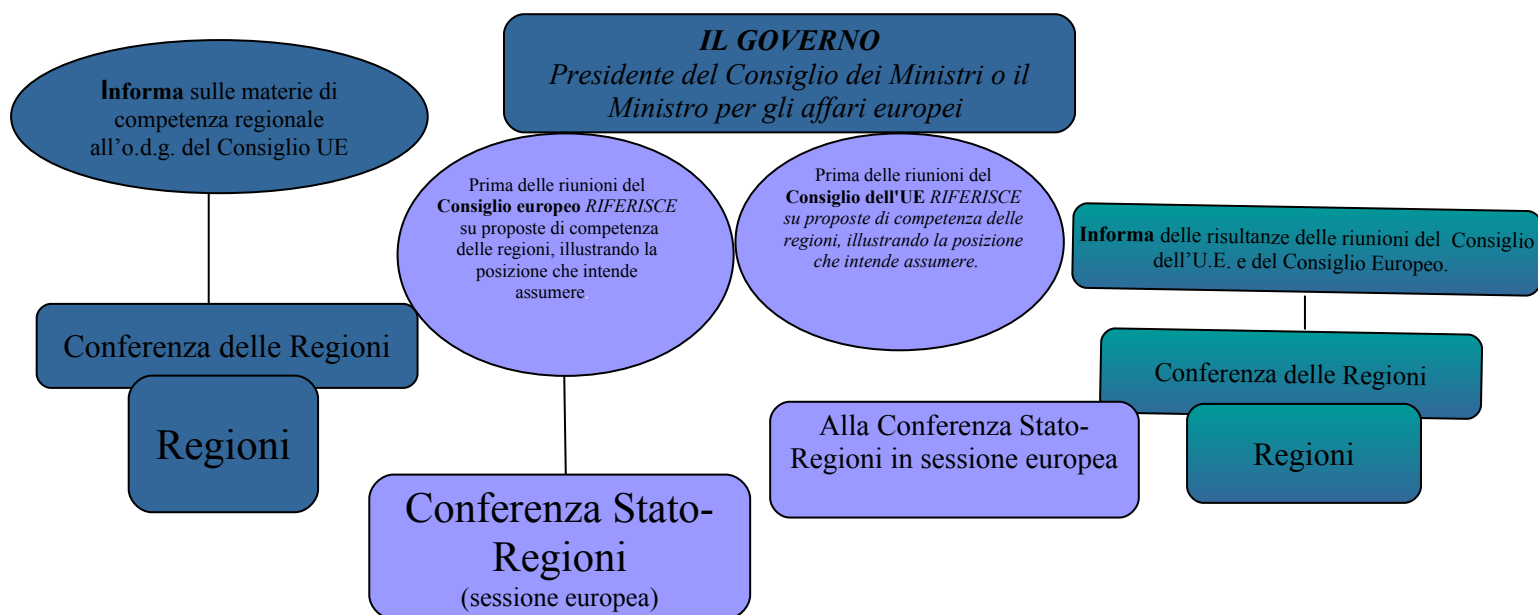 IL GOVERNO
Presidente del Consiglio dei Ministri o il
Ministro per gli affari europei
Informa sulle materie di
competenza regionale
all'o.d.g. del Consiglio UE
Conferenza delle Regioni
Regioni
Prima delle riunioni del
Consiglio europeo RIFERISCE
su proposte di competenza
delle regioni, illustrando la
posizione che intende
assumere
Conferenza Stato-
Regioni
(sessione europea)
Prima delle riunioni del
Consiglio dell'UE RIFERISCE
su proposte di competenza delle
regioni, illustrando la posizione
che intende assumere.
Alla Conferenza Stato-
Regioni in sessione europea
Informa delle risultanze delle riunioni del Consiglio
dell'U.E. e del Consiglio Europeo.
Conferenza delle Regioni
Regioni